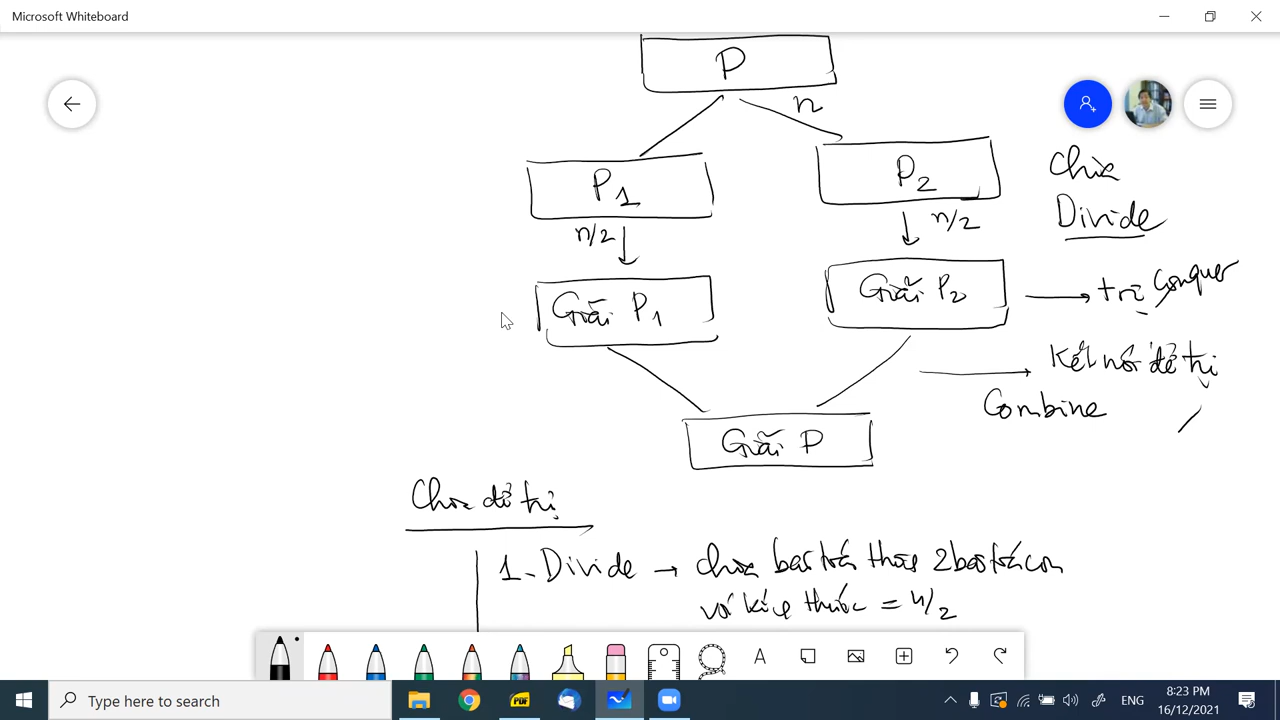 Microsoft Whiteboard
P
n
P1
P2
Chia
Divide
n/2
n/2
Giải P1
Giải P2
trị Conquer
Kết nối để trị
Combine
Giải P
Chia để trị
1. Divide → chia bài toán thành 2 bài toán con
với kích thước = n/2
A
Type here to search
PDF
ENG
8:23 PM
16/12/2021